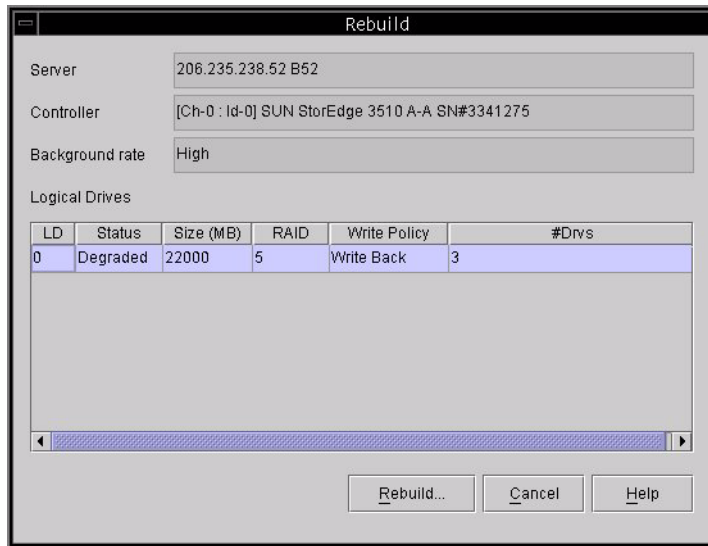 Rebuild
Server 206.235.238.52 B52
Controller [Ch-0 : Id-0] SUN StorEdge 3510 A-A SN#3341275
Background rate High
Logical Drives
LD Status Size (MB) RAID Write Policy #Drvs
0 Degraded 22000 5 Write Back 3
Rebuild... Cancel Help